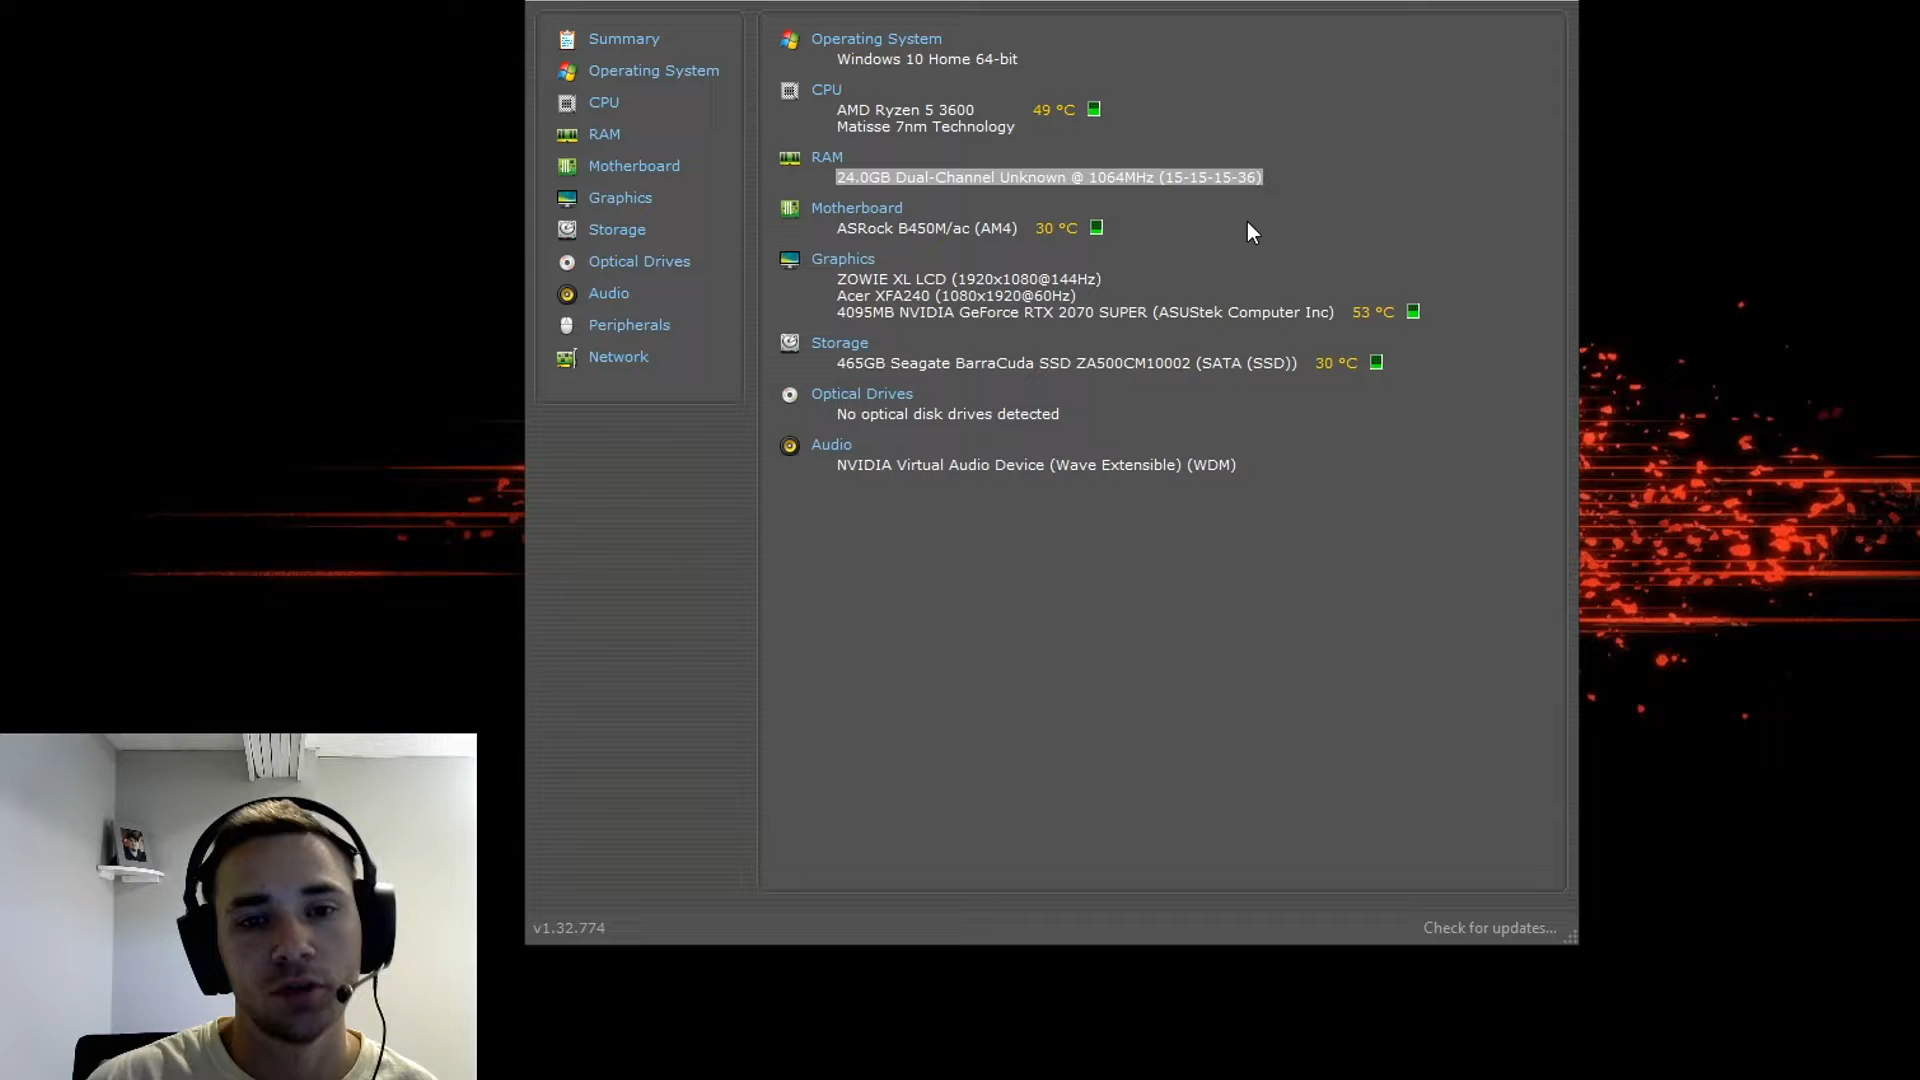 Summary
Operating System
CPU
RAM
Motherboard
Graphics
Storage
Optical Drives
Audio
Peripherals
Network
Operating System
Windows 10 Home 64-bit
CPU
AMD Ryzen 5 3600 49 °C
Matisse 7nm Technology
RAM
24.0GB Dual-Channel Unknown @ 1064MHz (15-15-15-36)
Motherboard
ASRock B450M/ac (AM4) 30 °C
Graphics
ZOWIE XL LCD (1920x1080@144Hz)
Acer XFA240 (1080x1920@60Hz)
4095MB NVIDIA GeForce RTX 2070 SUPER (ASUStek Computer Inc) 53 °C
Storage
465GB Seagate BarraCuda SSD ZA500CM10002 (SATA (SSD)) 30 °C
Optical Drives
No optical disk drives detected
Audio
NVIDIA Virtual Audio Device (Wave Extensible) (WDM)
v1.32.774
Check for updates...